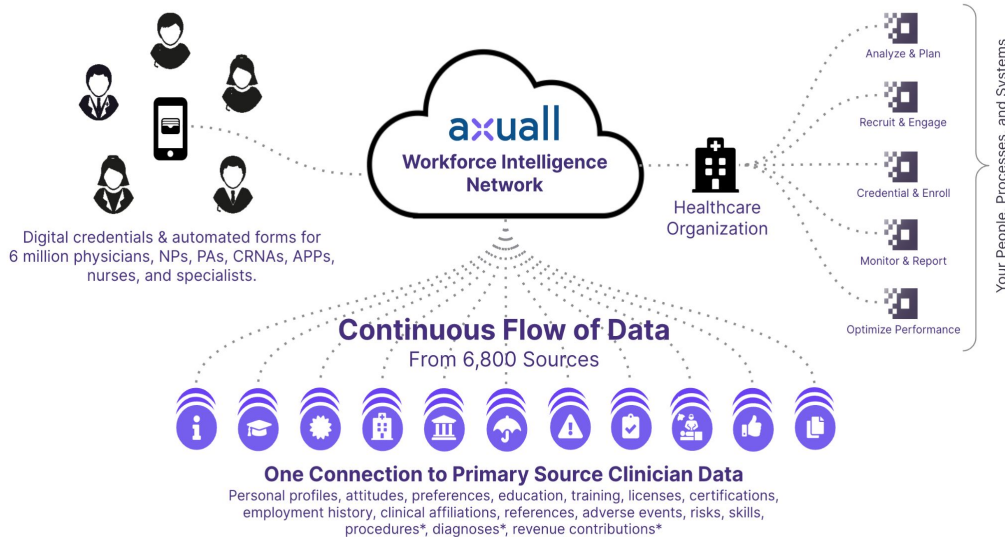 Digital credentials & automated forms for
6 million physicians, NPs, PAs, CRNAs, APPs,
nurses, and specialists.
axuall
Workforce Intelligence
Network
Healthcare
Organization
Analyze & Plan
Recruit & Engage
Credential & Enroll
Monitor & Report
Optimize Performance
Your People, Processes, and Systems
Continuous Flow of Data
From 6,800 Sources
One Connection to Primary Source Clinician Data
Personal profiles, attitudes, preferences, education, training, licenses, certifications,
employment history, clinical affiliations, references, adverse events, risks, skills,
procedures*, diagnoses*, revenue contributions*